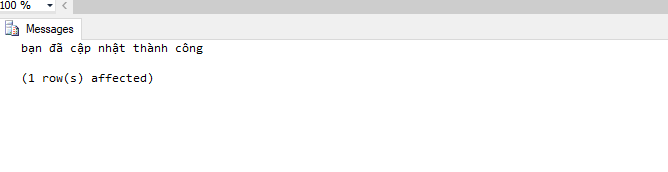 100 %
Messages
bạn đã cập nhật thành công
(1 row(s) affected)